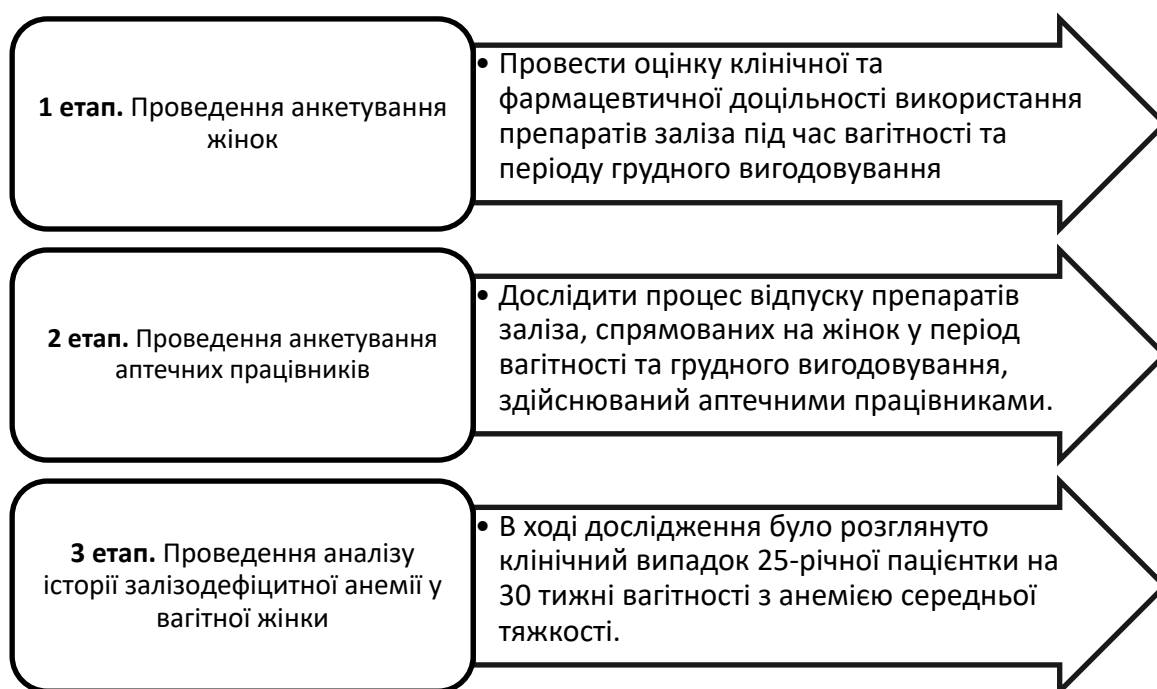 1 етап. Проведення анкетування
жінок
• Провести оцінку клінічної та
фармацевтичної доцільності використання
препаратів заліза під час вагітності та
періоду грудного вигодовування
2 етап. Проведення анкетування
аптечних працівників
• Дослідити процес відпуску препаратів
заліза, спрямованих на жінок у період
вагітності та грудного вигодовування,
здійснюваний аптечними працівниками.
3 етап. Проведення аналізу
історії залізодефіцитної анемії у
вагітної жінки
• В ході дослідження було розглянуто
клінічний випадок 25-річної пацієнтки на
30 тижні вагітності з анемією середньої
тяжкості.